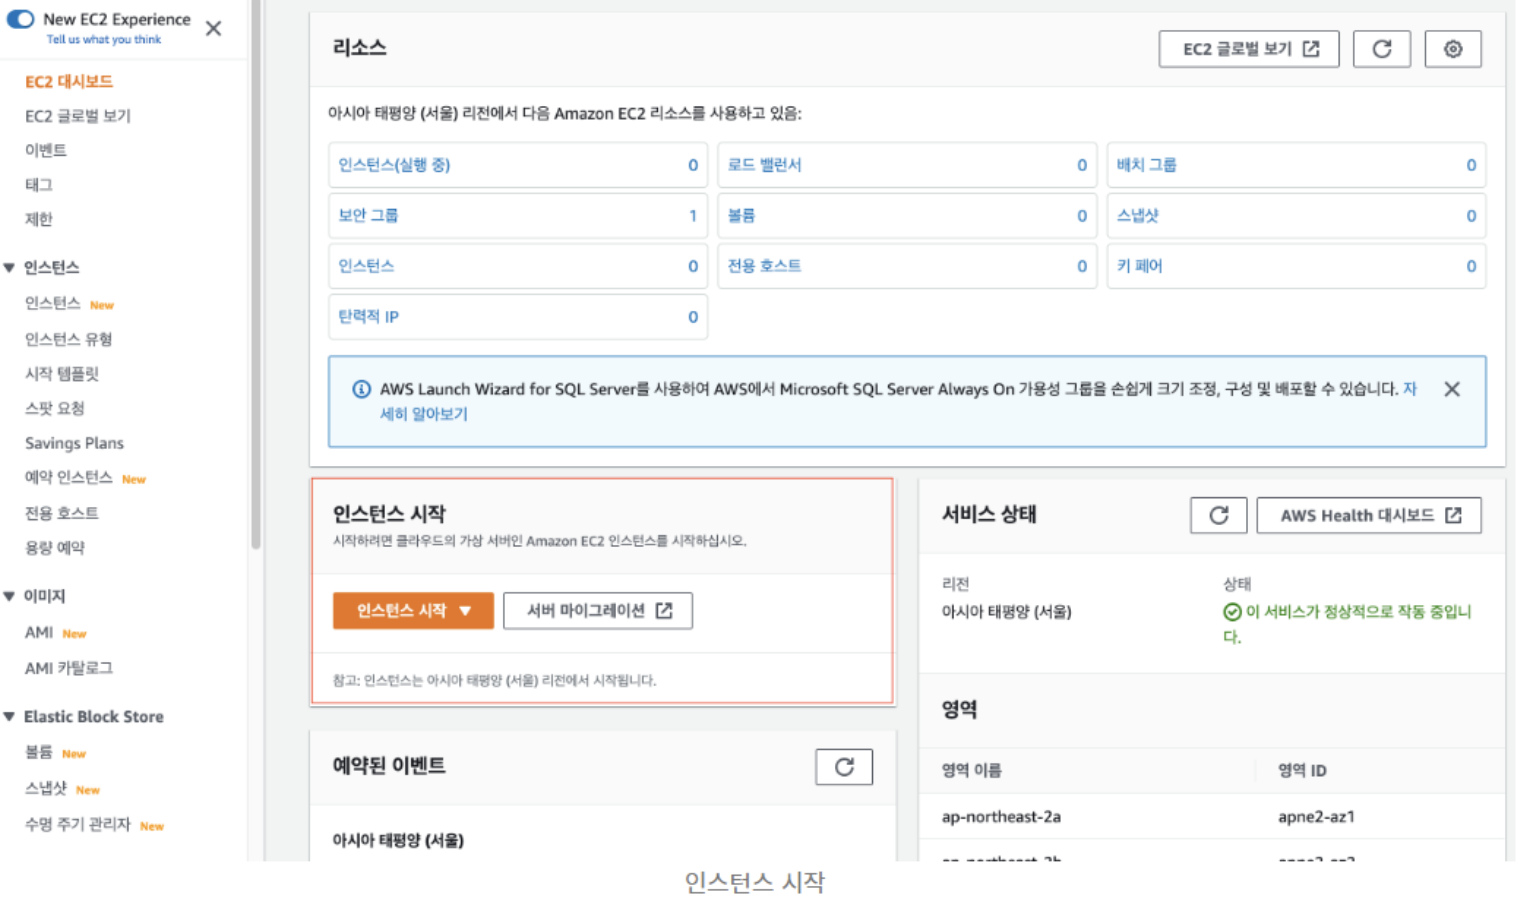 New EC2 Experience
Tell us what you think
EC2 대시보드
EC2 글로벌 보기
이벤트
태그
제한
인스턴스
인스턴스 New
인스턴스 유형
시작 템플릿
스팟 요청
Savings Plans
예약 인스턴스 New
전용 호스트
용량 예약
이미지
AMI New
AMI 카탈로그
Elastic Block Store
볼륨 New
스냅샷 New
수명 주기 관리자 New
리소스
EC2 글로벌 보기
아시아 태평양 (서울) 리전에서 다음 Amazon EC2 리소스를 사용하고 있음:
인스턴스(실행 중) 0
로드 밸런서 0
배치 그룹 0
보안 그룹 1
볼륨 0
스냅샷 0
인스턴스 0
전용 호스트 0
키 페어 0
탄력적 IP 0
AWS Launch Wizard for SQL Server를 사용하여 AWS에서 Microsoft SQL Server Always On 가용성 그룹을 손쉽게 크기 조정, 구성 및 배포할 수 있습니다. 자
세히 알아보기
인스턴스 시작
시작하려면 클라우드의 가상 서버인 Amazon EC2 인스턴스를 시작하십시오.
인스턴스 시작
서버 마이그레이션
참고: 인스턴스는 아시아 태평양 (서울) 리전에서 시작됩니다.
예약된 이벤트
아시아 태평양 (서울)
서비스 상태
AWS Health 대시보드
리전
상태
아시아 태평양 (서울)
이 서비스가 정상적으로 작동 중입니
다.
영역
영역 이름
영역 ID
ap-northeast-2a
apne2-az1
인스턴스 시작